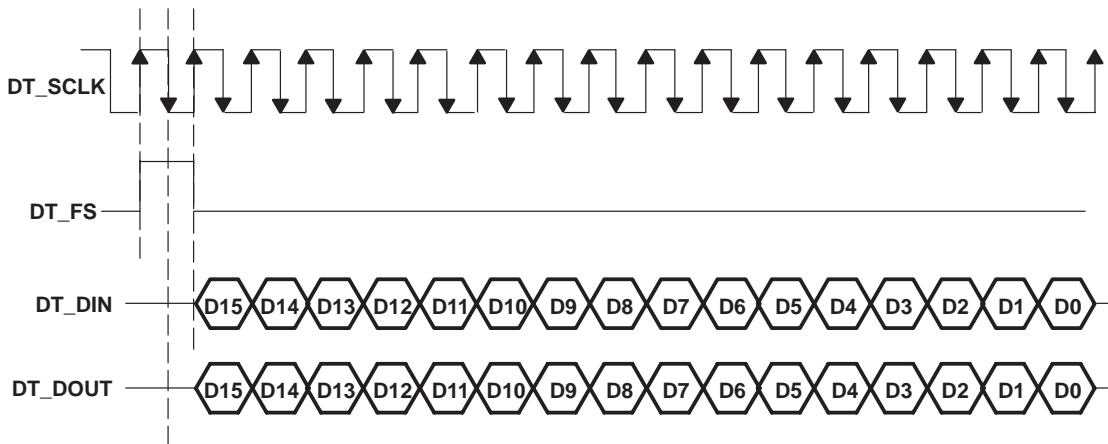 DT_SCLK
DT_FS
DT_DIN D15 D14 D13 D12 D11 D10 D9 D8 D7 D6 D5 D4 D3 D2 D1 D0
DT_DOUT D15 D14 D13 D12 D11 D10 D9 D8 D7 D6 D5 D4 D3 D2 D1 D0